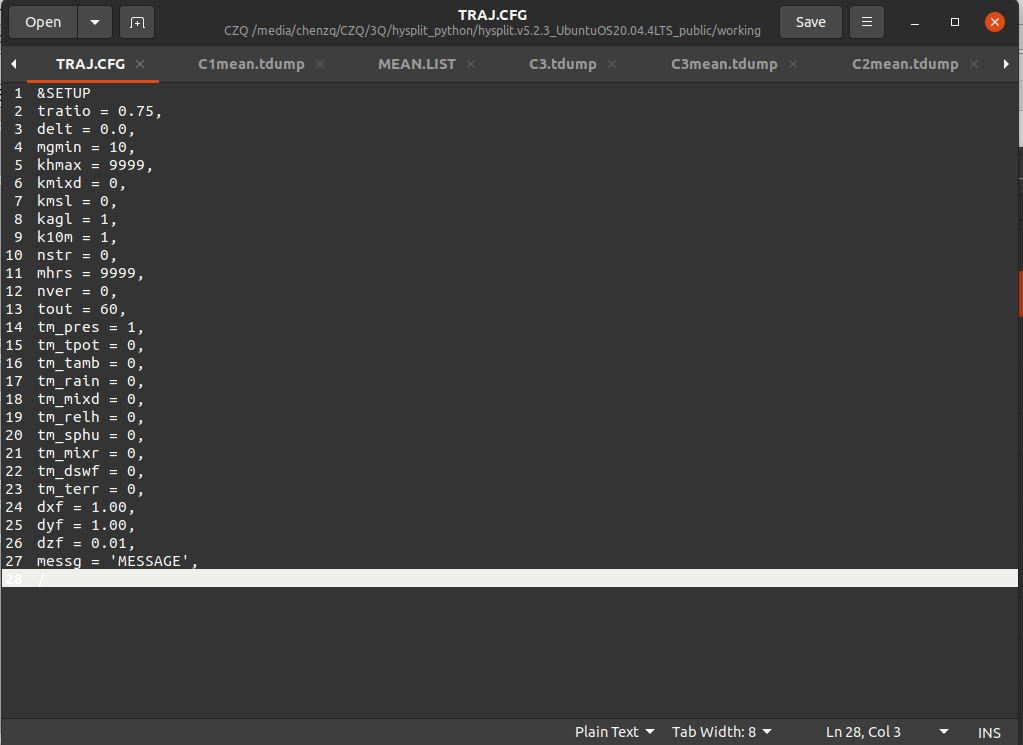 Open
TRAJ.CFG
CZQ /media/chenzq/CZQ/3Q/hysplit_python/hysplit.v5.2.3_UbuntuOS20.04.4LTS_public/working
Save
TRAJ.CFG
C1mean.tdump
MEAN.LIST
C3.tdump
C3mean.tdump
C2mean.tdump
1 &SETUP
2 tratio = 0.75,
3 delt = 0.0,
4 mgmin = 10,
5 khmax = 9999,
6 kmixd = 0,
7 kmsl = 0,
8 kagl = 1,
9 k10m = 1,
10 nstr = 0,
11 mhrs = 9999,
12 nver = 0,
13 tout = 60,
14 tm_pres = 1,
15 tm_tpot = 0,
16 tm_tamb = 0,
17 tm_rain = 0,
18 tm_mixd = 0,
19 tm_relh = 0,
20 tm_sphu = 0,
21 tm_mixr = 0,
22 tm_dswf = 0,
23 tm_terr = 0,
24 dxf = 1.00,
25 dyf = 1.00,
26 dzf = 0.01,
27 messg = 'MESSAGE',
28 /
Plain Text
Tab Width: 8
Ln 28, Col 3
INS